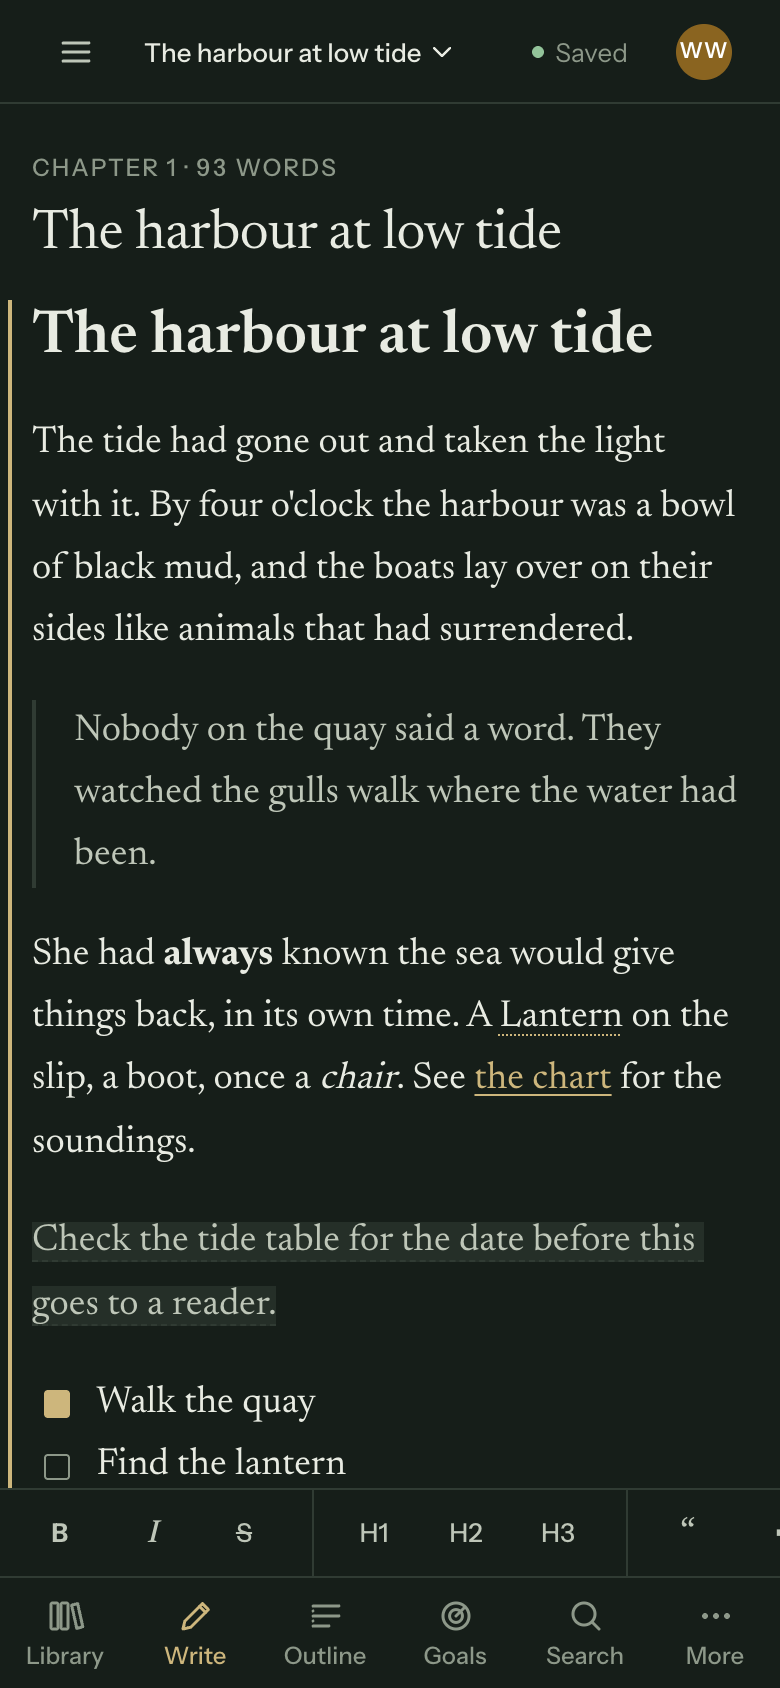 The harbour at low tide
Saved
WW
CHAPTER 1 · 93 WORDS
The harbour at low tide
The harbour at low tide
The tide had gone out and taken the light
with it. By four o'clock the harbour was a bowl
of black mud, and the boats lay over on their
sides like animals that had surrendered.
Nobody on the quay said a word. They
watched the gulls walk where the water had
been.
She had always known the sea would give
things back, in its own time. A Lantern on the
slip, a boot, once a chair. See the chart for the
soundings.
Check the tide table for the date before this
goes to a reader.
Walk the quay
Find the lantern
B I S H1 H2 H3 “
Library Write Outline Goals Search More